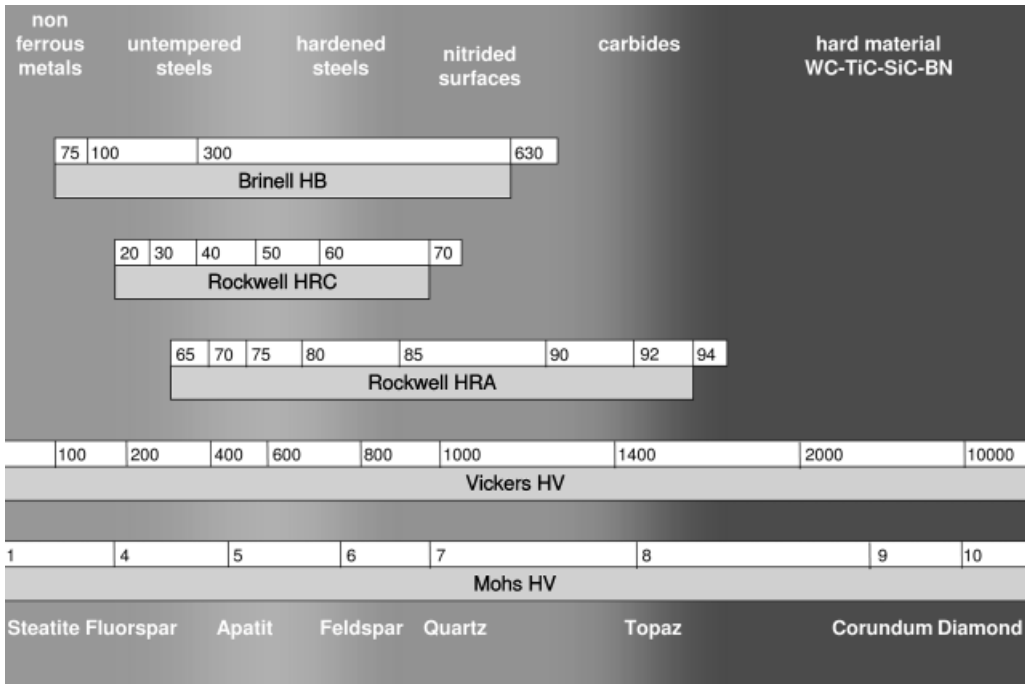 non
ferrous
metals
untempered
steels
hardened
steels
nitrided
surfaces
carbides
hard material
WC-TiC-SiC-BN
75 100 300 630
Brinell HB
20 30 40 50 60 70
Rockwell HRC
65 70 75 80 85 90 92 94
Rockwell HRA
100 200 400 600 800 1000 1400 2000 10000
Vickers HV
1 4 5 6 7 8 9 10
Mohs HV
Steatite Fluorspar Apatit Feldspar Quartz Topaz Corundum Diamond